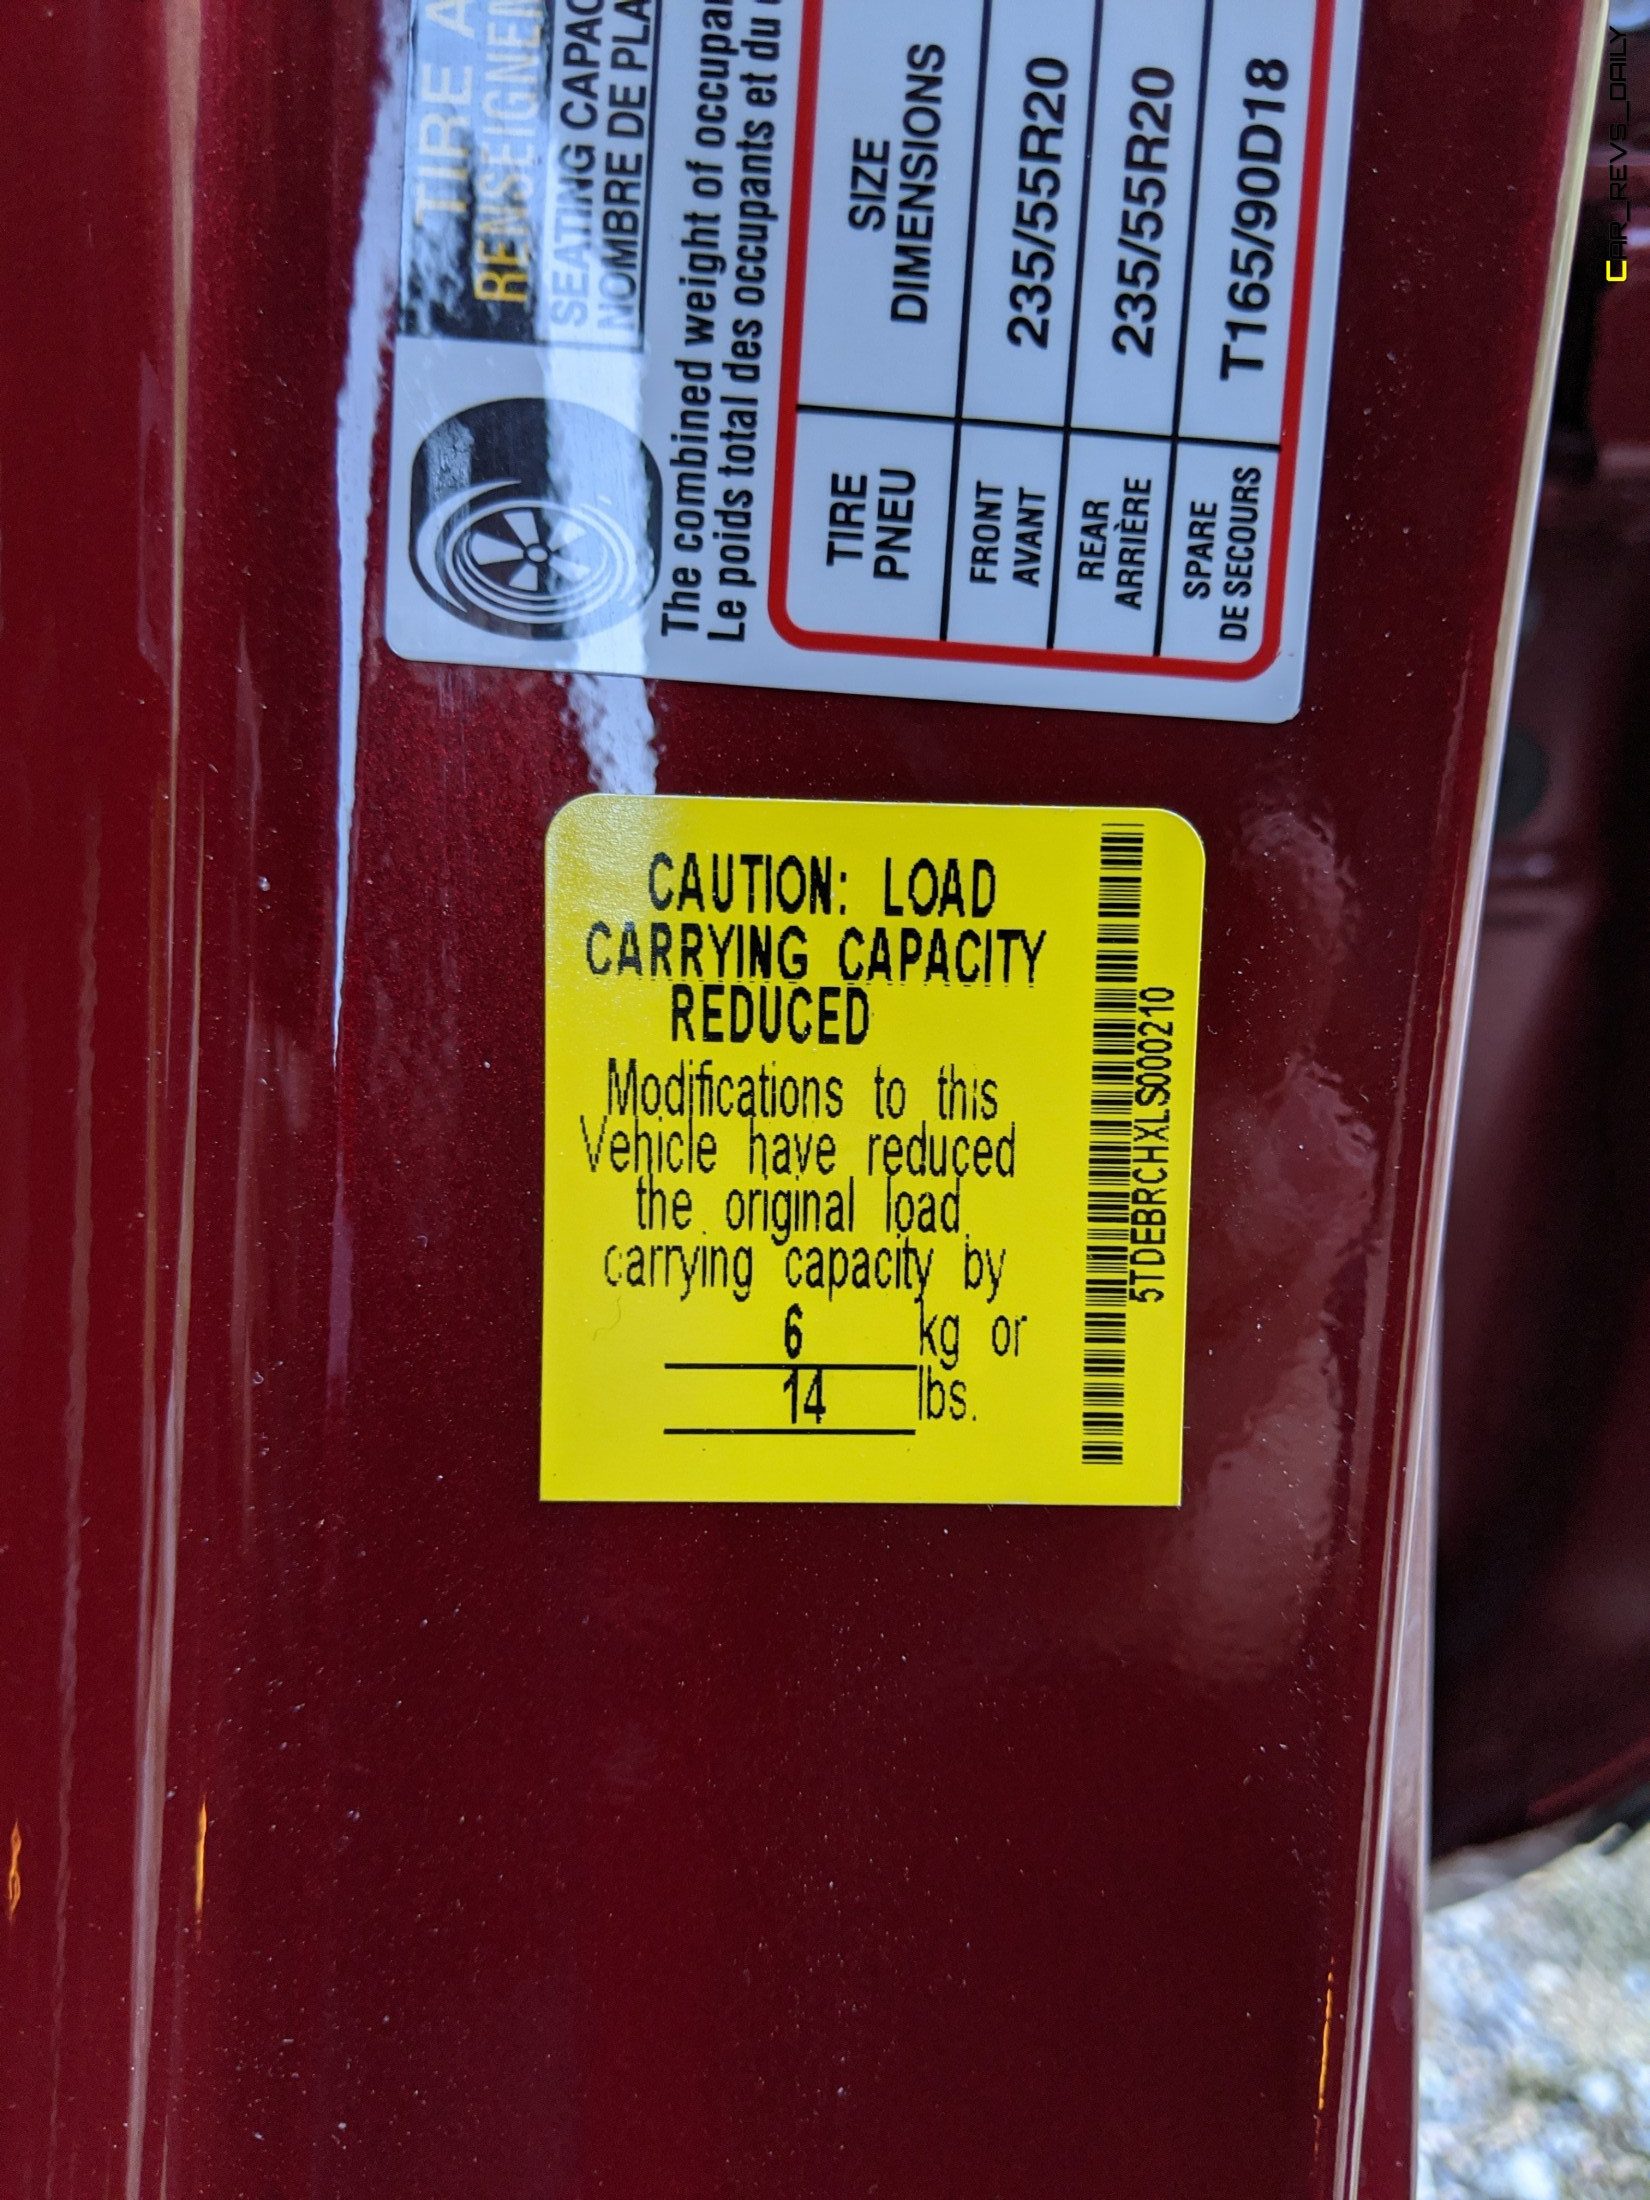 TIRE A
RENSEIGNEM
SEATING CAPAC
NOMBRE DE PLA
The combined weight of occupan
Le poids total des occupants et du
TIRE SIZE
PNEU DIMENSIONS
FRONT
AVANT 235/55R20
REAR
ARRIÈRE 235/55R20
SPARE
DE SECOURS T165/90D18
CAUTION: LOAD
CARRYING CAPACITY
REDUCED
Modifications to this
Vehicle have reduced
the original load
carrying capacity by
6 kg or
14 lbs.
5TDEBRCHXLS000210
CAR_REVS_DAILY